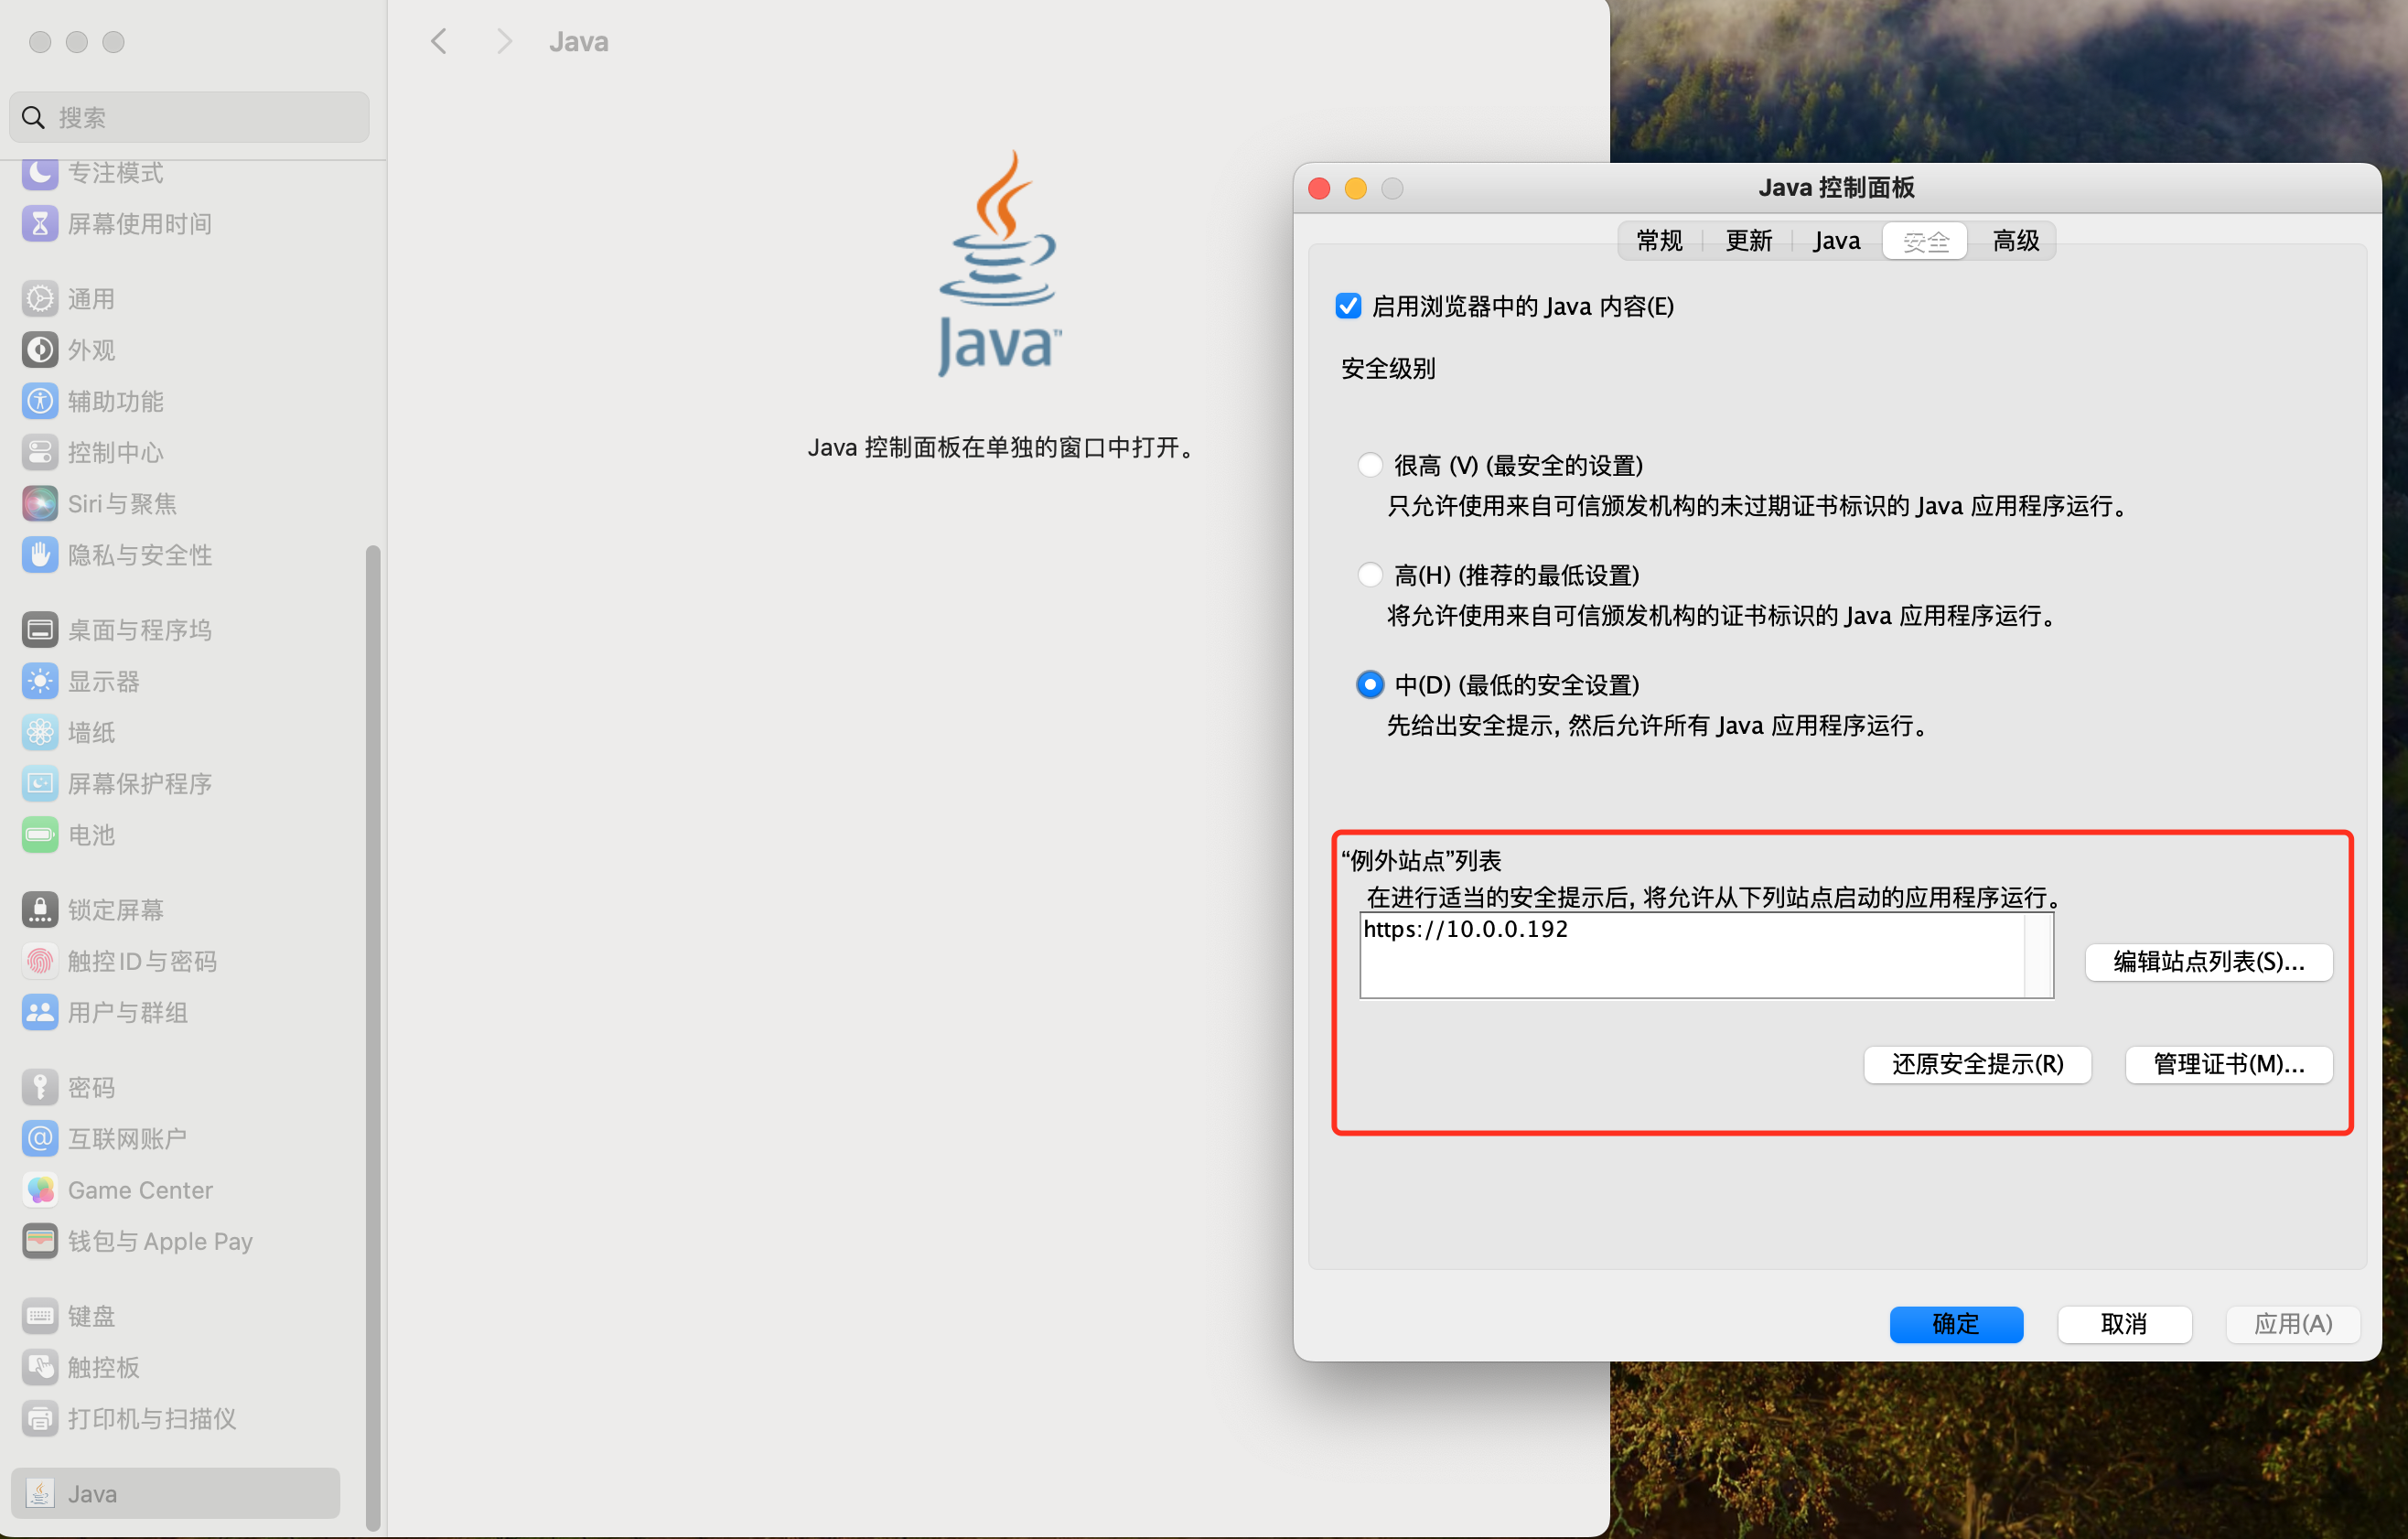 Java
搜索
专注模式
屏幕使用时间
通用
外观
辅助功能
控制中心
Siri与聚焦
隐私与安全性
桌面与程序坞
显示器
墙纸
屏幕保护程序
电池
锁定屏幕
触控ID与密码
用户与群组
密码
互联网账户
Game Center
钱包与Apple Pay
键盘
触控板
打印机与扫描仪
Java
Java™
Java 控制面板在单独的窗口中打开。
Java 控制面板
常规 更新 Java 安全 高级
启用浏览器中的 Java 内容(E)
安全级别
很高 (V) (最安全的设置)
只允许使用来自可信颁发机构的未过期证书标识的 Java 应用程序运行。
高(H) (推荐的最低设置)
将允许使用来自可信颁发机构的证书标识的 Java 应用程序运行。
中(D) (最低的安全设置)
先给出安全提示, 然后允许所有 Java 应用程序运行。
“例外站点”列表
在进行适当的安全提示后, 将允许从下列站点启动的应用程序运行。
https://10.0.0.192
编辑站点列表(S)...
还原安全提示(R) 管理证书(M)...
确定 取消 应用(A)